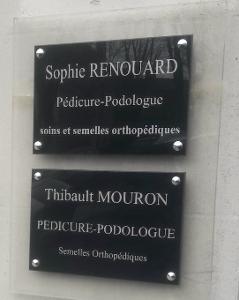 Sophie RENOUARD
Pédicure-Podologue
soins et semelles orthopédiques
Thibault MOURON
PEDICURE-PODOLOGUE
Semelles Orthopédiques